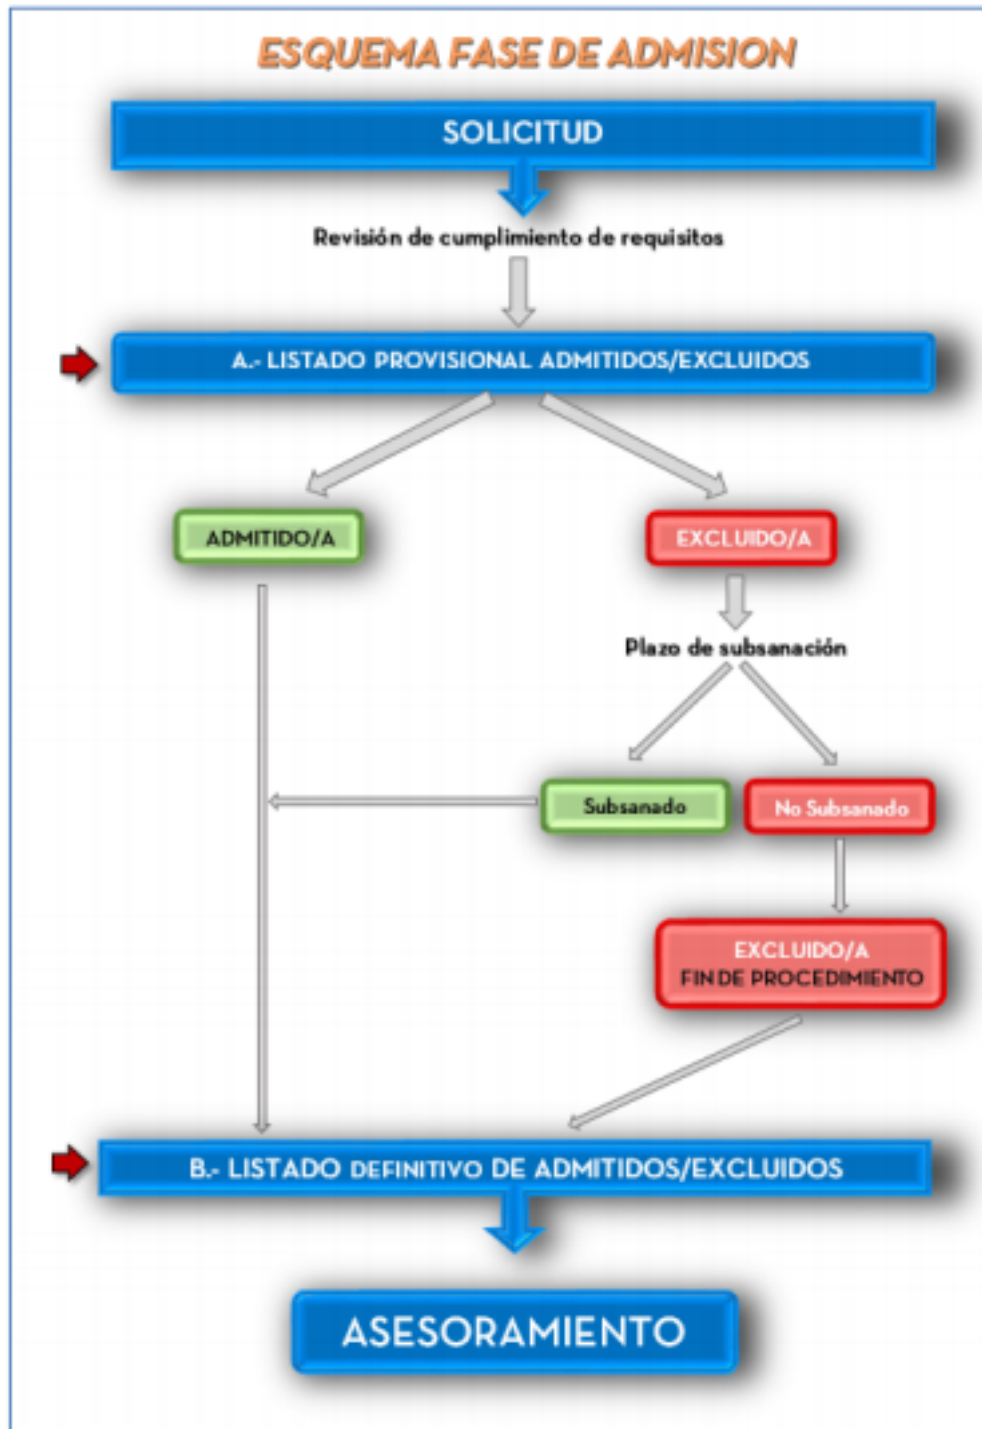 ESQUEMA FASE DE ADMISION
SOLICITUD
Revisión de cumplimiento de requisitos
A.- LISTADO PROVISIONAL ADMITIDOS/EXCLUIDOS
ADMITIDO/A
EXCLUIDO/A
Plazo de subsanación
Subsanado
No Subsanado
EXCLUIDO/A
FIN DE PROCEDIMIENTO
B.- LISTADO DEFINITIVO DE ADMITIDOS/EXCLUIDOS
ASESORAMIENTO